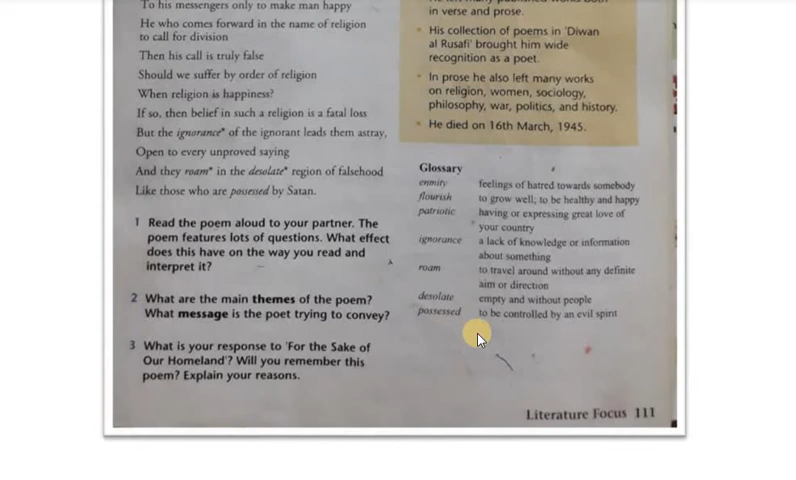 To his messengers only to make man happy
He who comes forward in the name of religion
to call for division
Then his call is truly false
Should we suffer by order of religion
When religion is happiness?
If so, then belief in such a religion is a fatal loss
But the ignorance* of the ignorant leads them astray,
Open to every unproved saying
And they roam* in the desolate* region of falsehood
Like those who are possessed by Satan.
1 Read the poem aloud to your partner. The
poem features lots of questions. What effect
does this have on the way you read and
interpret it?
2 What are the main themes of the poem?
What message is the poet trying to convey?
3 What is your response to 'For the Sake of
Our Homeland'? Will you remember this
poem? Explain your reasons.
in verse and prose.
• His collection of poems in 'Diwan
al Rusafi' brought him wide
recognition as a poet.
• In prose he also left many works
on religion, women, sociology,
philosophy, war, politics, and history.
• He died on 16th March, 1945.
Glossary
enmity feelings of hatred towards somebody
flourish to grow well; to be healthy and happy
patriotic having or expressing great love of
your country
ignorance a lack of knowledge or information
about something
roam to travel around without any definite
aim or direction
desolate empty and without people
possessed to be controlled by an evil spirit
Literature Focus 111